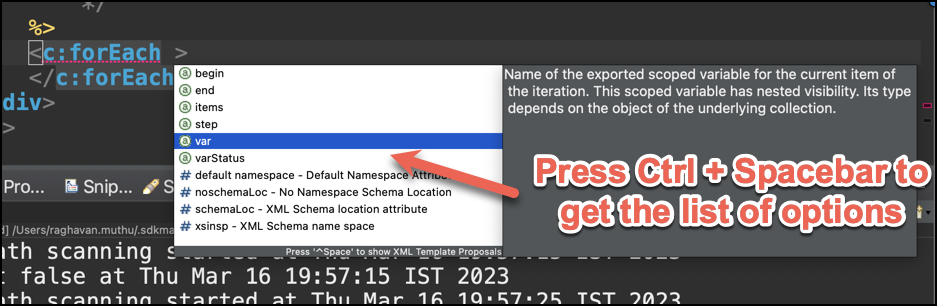 */
%>
<c:forEach >
</c:forEach
div>
>
begin
end
items
step
var
varStatus
default namespace - Default Namespace Attribu
noschemaLoc - No Namespace Schema Location
schemaLoc - XML Schema location attribute
xsinsp - XML Schema name space
Press '^Space' to show XML Template Proposals
Name of the exported scoped variable for the current item of
the iteration. This scoped variable has nested visibility. Its type
depends on the object of the underlying collection.
Press Ctrl + Spacebar to
get the list of options
Pro... Snip...
d] /Users/raghavan.muthu/.sdkma
ath scanning started at Thu Mar 16 19:57:15 IST 2023
t false at Thu Mar 16 19:57:15 IST 2023
ath scanning started at Thu Mar 16 19:57:25 IST 2023